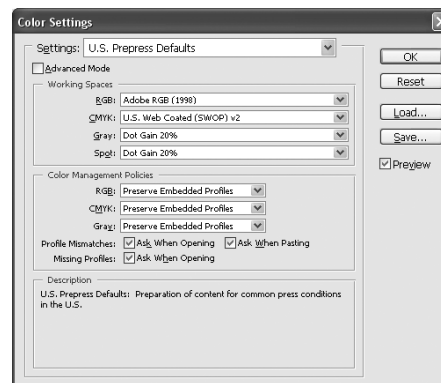 Color Settings
Settings: U.S. Prepress Defaults
Advanced Mode
Working Spaces
RGB: Adobe RGB (1998)
CMYK: U.S. Web Coated (SWOP) v2
Gray: Dot Gain 20%
Spot: Dot Gain 20%
Color Management Policies
RGB: Preserve Embedded Profiles
CMYK: Preserve Embedded Profiles
Gray: Preserve Embedded Profiles
Profile Mismatches: Ask When Opening Ask When Pasting
Missing Profiles: Ask When Opening
Description
U.S. Prepress Defaults: Preparation of content for common press conditions
in the U.S.
OK
Reset
Load...
Save...
Preview